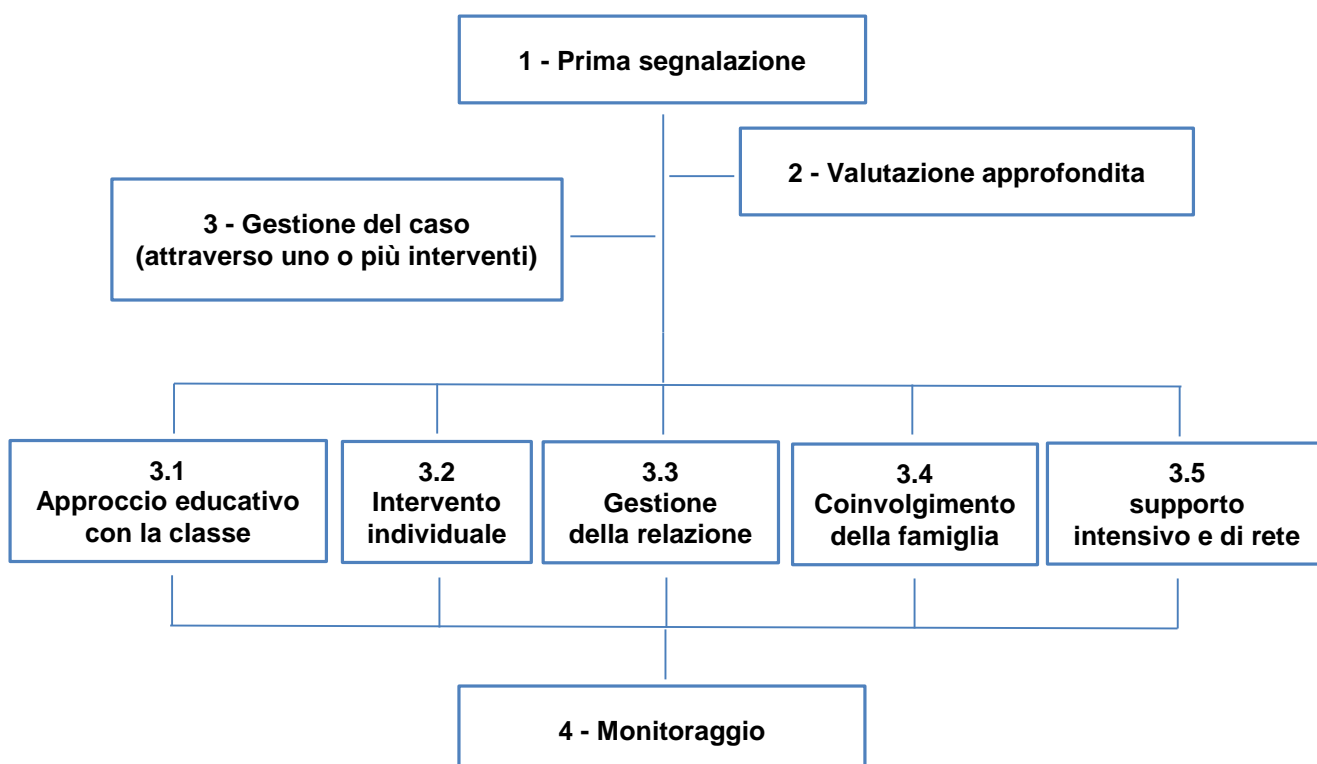 1 - Prima segnalazione
2 - Valutazione approfondita
3 - Gestione del caso
(attraverso uno o più interventi)
3.1
Approccio educativo
con la classe
3.2
Intervento
individuale
3.3
Gestione
della relazione
3.4
Coinvolgimento
della famiglia
3.5
supporto
intensivo e di rete
4 - Monitoraggio